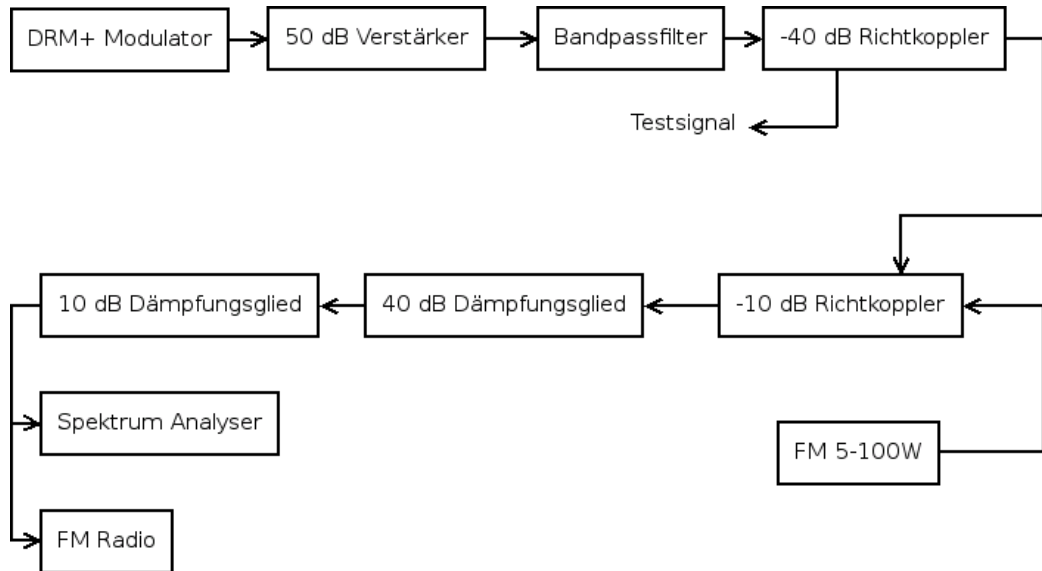 DRM+ Modulator
50 dB Verstärker
Bandpassfilter
-40 dB Richtkoppler
Testsignal
10 dB Dämpfungsglied
40 dB Dämpfungsglied
-10 dB Richtkoppler
Spektrum Analyser
FM 5-100W
FM Radio